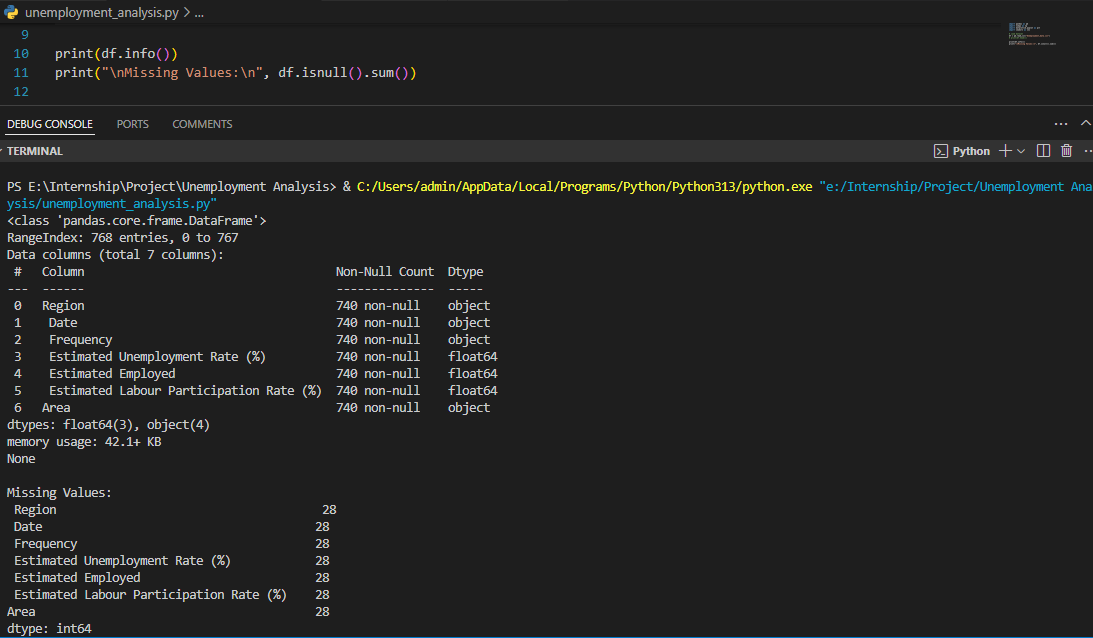 unemployment_analysis.py > ...
9
10 print(df.info())
11 print("\nMissing Values:\n", df.isnull().sum())
12
DEBUG CONSOLE PORTS COMMENTS
TERMINAL Python
PS E:\Internship\Project\Unemployment Analysis> & C:/Users/admin/AppData/Local/Programs/Python/Python313/python.exe "e:/Internship/Project/Unemployment Ana
ysis/unemployment_analysis.py"
<class 'pandas.core.frame.DataFrame'>
RangeIndex: 768 entries, 0 to 767
Data columns (total 7 columns):
 #   Column                                    Non-Null Count  Dtype
---  ------                                    --------------  -----
 0   Region                                    740 non-null    object
 1    Date                                     740 non-null    object
 2    Frequency                                740 non-null    object
 3    Estimated Unemployment Rate (%)          740 non-null    float64
 4    Estimated Employed                       740 non-null    float64
 5    Estimated Labour Participation Rate (%)  740 non-null    float64
 6   Area                                      740 non-null    object
dtypes: float64(3), object(4)
memory usage: 42.1+ KB
None
Missing Values:
 Region                                      28
 Date                                       28
 Frequency                                  28
 Estimated Unemployment Rate (%)            28
 Estimated Employed                         28
 Estimated Labour Participation Rate (%)    28
Area                                        28
dtype: int64